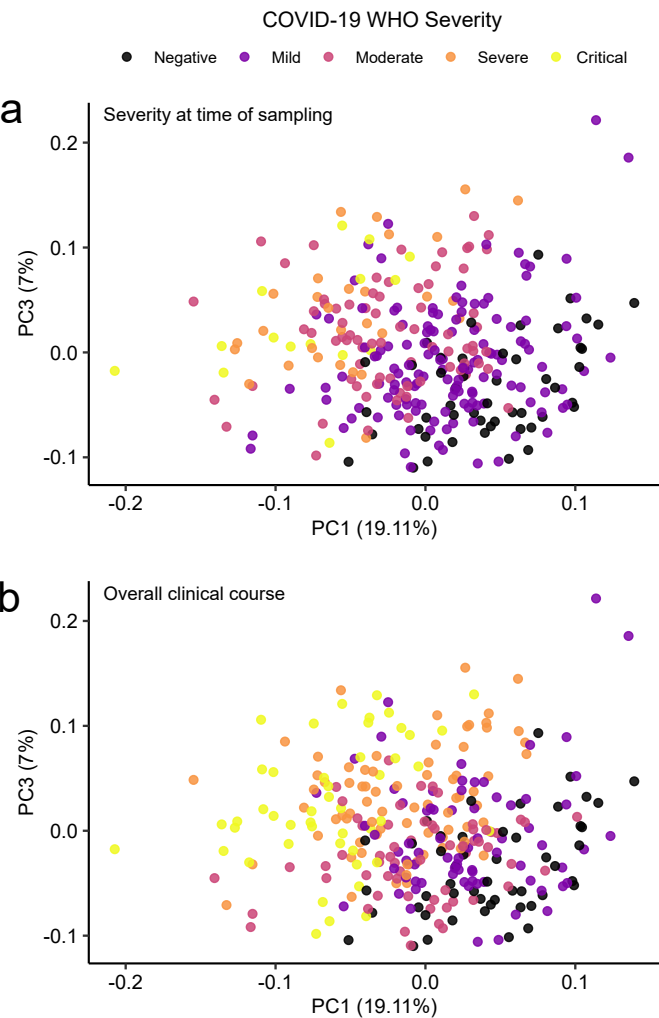 COVID-19 WHO Severity
Negative Mild Moderate Severe Critical
a
Severity at time of sampling
0.2
0.1
0.0
-0.1
PC3 (7%)
-0.2 -0.1 0.0 0.1
PC1 (19.11%)
b
Overall clinical course
0.2
0.1
0.0
-0.1
PC3 (7%)
-0.2 -0.1 0.0 0.1
PC1 (19.11%)